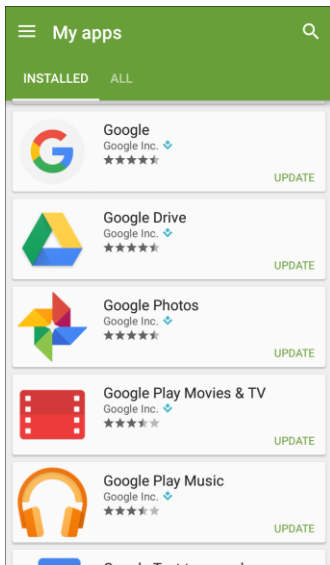 My apps
INSTALLED ALL
Google
Google Inc.
UPDATE
Google Drive
Google Inc.
UPDATE
Google Photos
Google Inc.
UPDATE
Google Play Movies & TV
Google Inc.
UPDATE
Google Play Music
Google Inc.
UPDATE